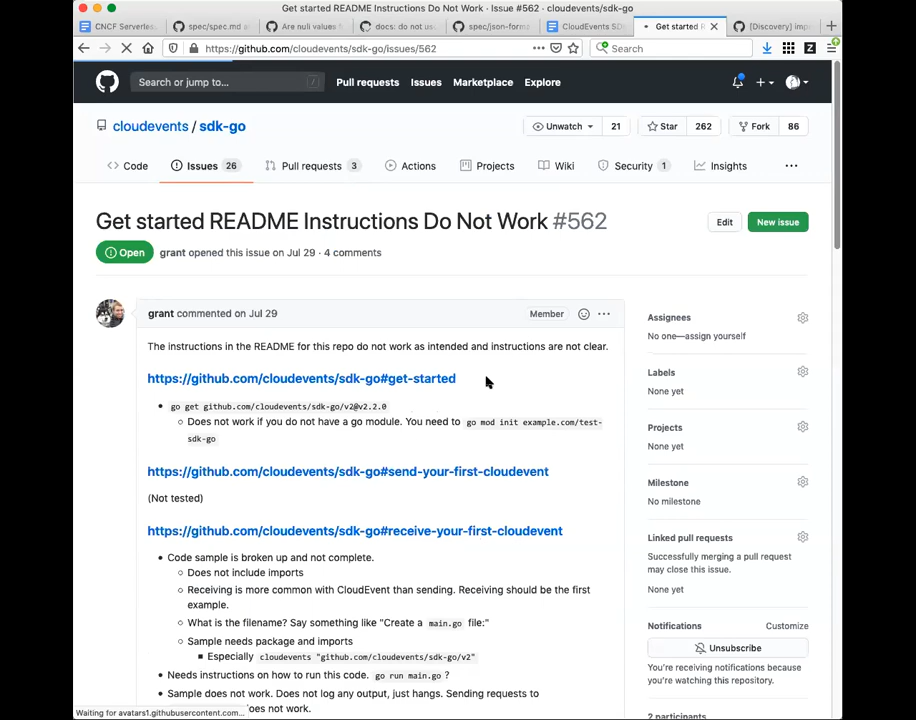 Get started README Instructions Do Not Work · Issue #562 · cloudevents/sdk-go
CNCF Serverless
spec/spec.md a
Are null values f
docs: do not us
spec/json-forma
CloudEvents SD
Get started R
[Discovery] imp
https://github.com/cloudevents/sdk-go/issues/562
Search
Search or jump to...
/
Pull requests
Issues
Marketplace
Explore
cloudevents / sdk-go
Unwatch
21
Star
262
Fork
86
Code
Issues 26
Pull requests 3
Actions
Projects
Wiki
Security 1
Insights
Get started README Instructions Do Not Work #562
Edit
New issue
Open
grant opened this issue on Jul 29 · 4 comments
grant commented on Jul 29
Member
The instructions in the README for this repo do not work as intended and instructions are not clear.
https://github.com/cloudevents/sdk-go#get-started
go get github.com/cloudevents/sdk-go/v2@v2.2.0
Does not work if you do not have a go module. You need to go mod init example.com/test-
sdk-go
https://github.com/cloudevents/sdk-go#send-your-first-cloudevent
(Not tested)
https://github.com/cloudevents/sdk-go#receive-your-first-cloudevent
Code sample is broken up and not complete.
Does not include imports
Receiving is more common with CloudEvent than sending. Receiving should be the first
example.
What is the filename? Say something like "Create a main.go file:"
Sample needs package and imports
Especially cloudevents "github.com/cloudevents/sdk-go/v2"
Needs instructions on how to run this code. go run main.go ?
Sample does not work. Does not log any output, just hangs. Sending requests to
oes not work.
Assignees
No one—assign yourself
Labels
None yet
Projects
None yet
Milestone
No milestone
Linked pull requests
Successfully merging a pull request
may close this issue.
None yet
Notifications
Customize
Unsubscribe
You're receiving notifications because
you're watching this repository.
2 participants
Waiting for avatars1.githubusercontent.com...